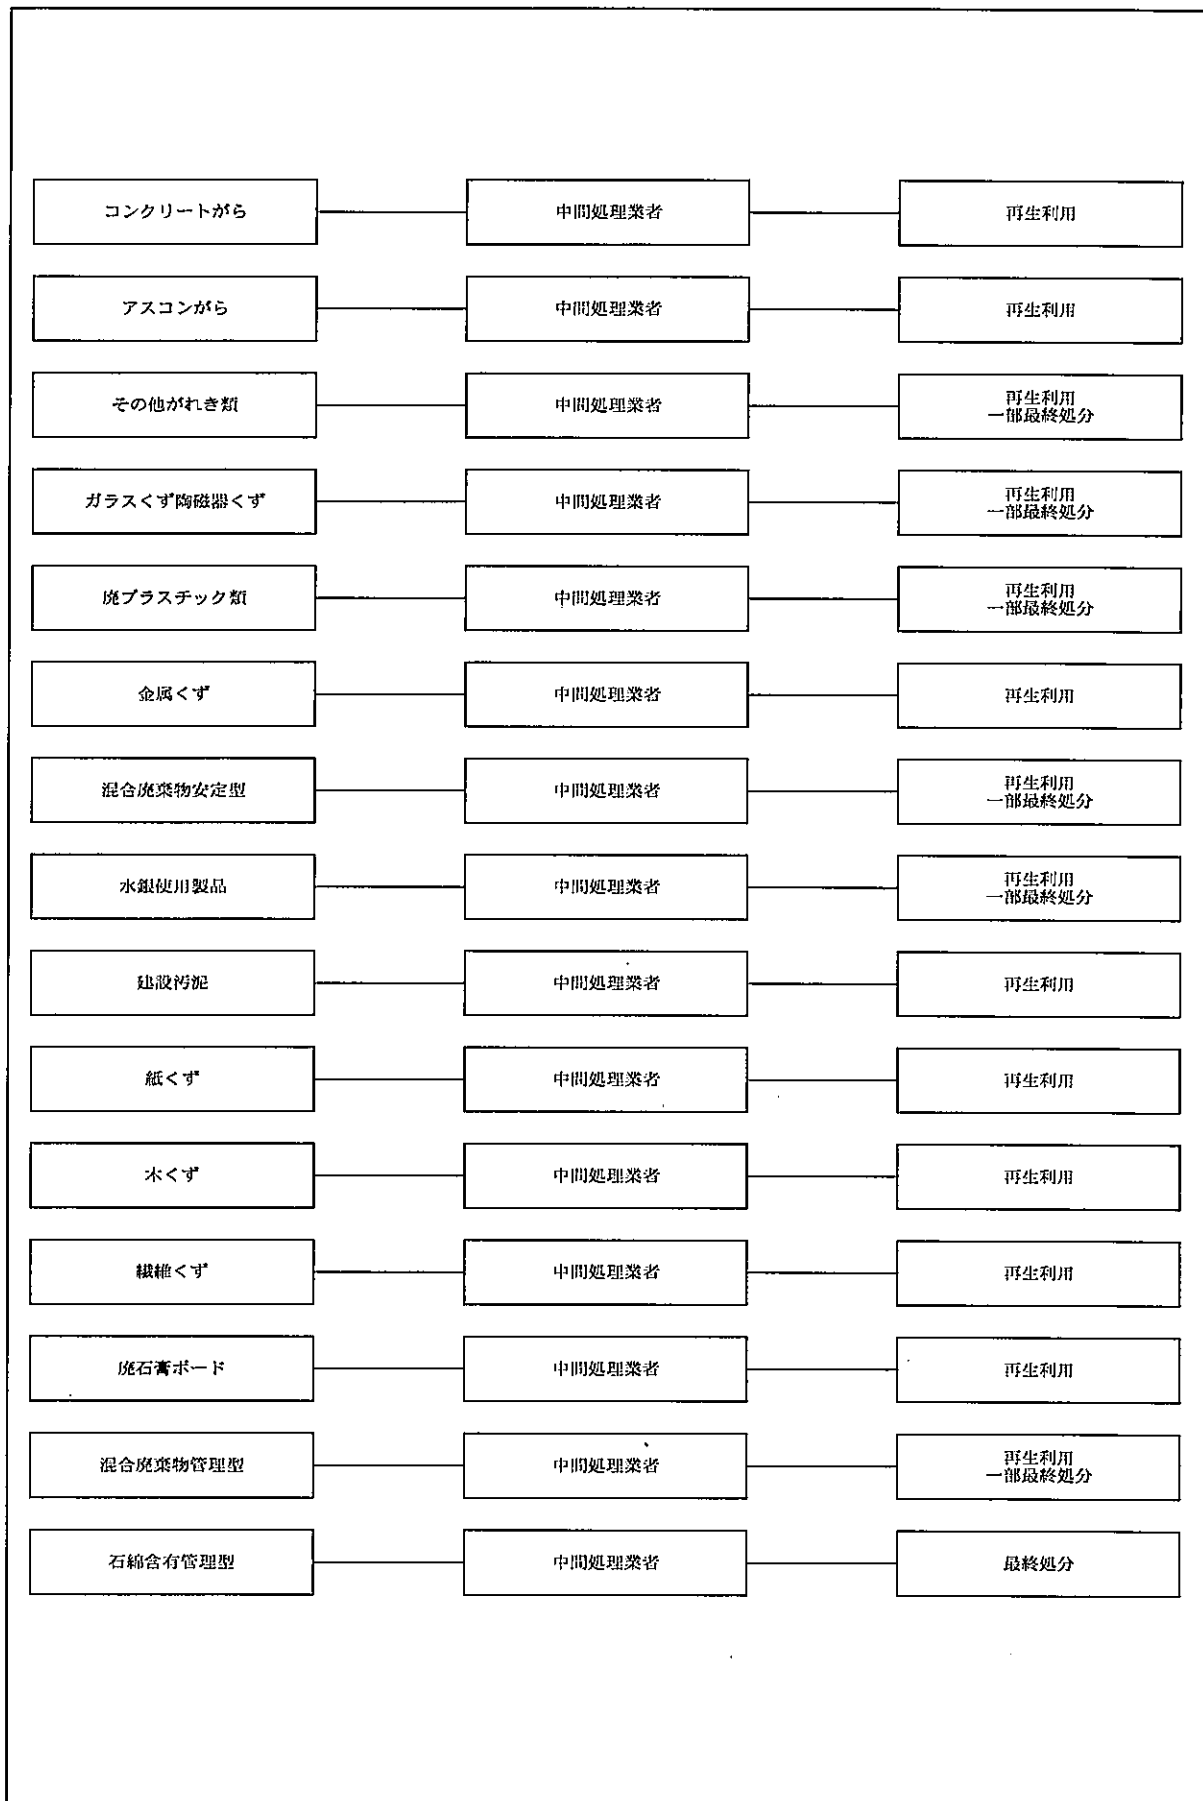 コンクリートがら 中間処理業者 再生利用
アスコンがら 中間処理業者 再生利用
その他がれき類 中間処理業者 再生利用
一部最終処分
ガラスくず陶磁器くず 中間処理業者 再生利用
一部最終処分
廃プラスチック類 中間処理業者 再生利用
一部最終処分
金属くず 中間処理業者 再生利用
混合廃棄物安定型 中間処理業者 再生利用
一部最終処分
水銀使用製品 中間処理業者 再生利用
一部最終処分
建設汚泥 中間処理業者 再生利用
紙くず 中間処理業者 再生利用
木くず 中間処理業者 再生利用
繊維くず 中間処理業者 再生利用
廃石膏ボード 中間処理業者 再生利用
混合廃棄物管理型 中間処理業者 再生利用
一部最終処分
石綿含有管理型 中間処理業者 最終処分